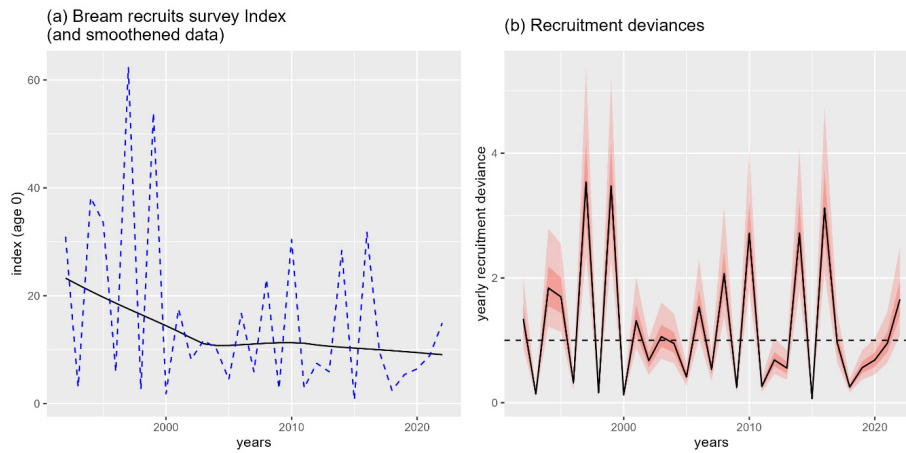 (a) Bream recruits survey Index
(and smoothened data)
60
40
20
0
index (age 0)
2000
2010
2020
years
(b) Recruitment deviances
4
2
0
yearly recruitment deviance
2000
2010
2020
years